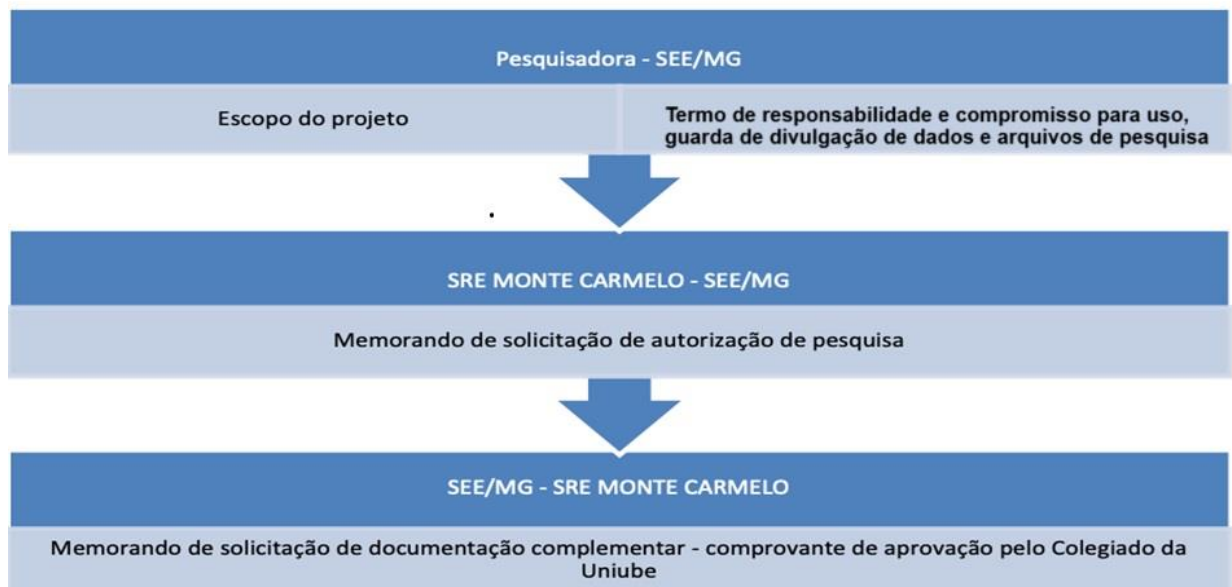 Pesquisadora - SEE/MG
Escopo do projeto
Termo de responsabilidade e compromisso para uso,
guarda de divulgação de dados e arquivos de pesquisa
SRE MONTE CARMELO - SEE/MG
Memorando de solicitação de autorização de pesquisa
SEE/MG - SRE MONTE CARMELO
Memorando de solicitação de documentação complementar - comprovante de aprovação pelo Colegiado da
Uniube